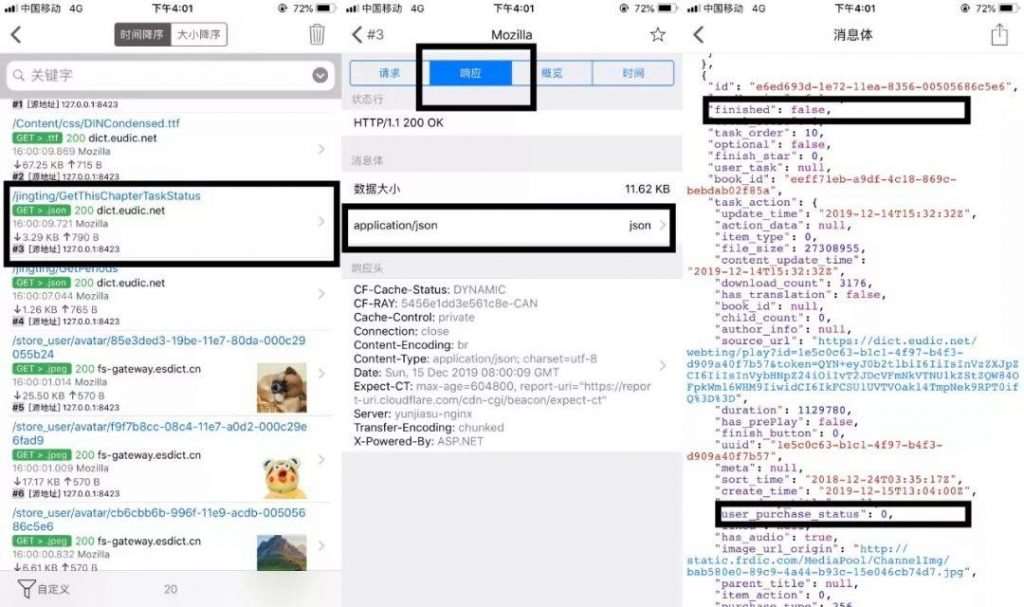 中国移动 4G 下午4:01 72%
时间降序 大小降序
关键字
#1 [源地址] 127.0.0.1:8423
/Content/css/DINCondensed.ttf
GET > .ttf 200 dict.eudic.net
16:00:09.869 Mozilla
↓67.25 KB ↑715 B
#2 [源地址] 127.0.0.1:8423
/jingting/GetThisChapterTaskStatus
GET > .json 200 dict.eudic.net
16:00:09.721 Mozilla
↓3.29 KB ↑790 B
#3 [源地址] 127.0.0.1:8423
/jingting/GetPeriods
GET > .json 200 dict.eudic.net
16:00:07.044 Mozilla
↓1.26 KB ↑765 B
#4 [源地址] 127.0.0.1:8423
/store_user/avatar/85e3ded3-19be-11e7-80da-000c29
055b24
GET > .jpeg 200 fs-gateway.esdict.cn
16:00:01.014 Mozilla
↓25.50 KB ↑570 B
#5 [源地址] 127.0.0.1:8423
/store_user/avatar/f9f7b8cc-08c4-11e7-a0d2-000c29e
6fad9
GET > .jpeg 200 fs-gateway.esdict.cn
16:00:01.009 Mozilla
↓17.17 KB ↑570 B
#6 [源地址] 127.0.0.1:8423
/store_user/avatar/cb6cbb6b-996f-11e9-acdb-005056
86c5e6
GET > .jpeg 200 fs-gateway.esdict.cn
16:00:00.832 Mozilla
↓6.61 KB ↑570 B
#7 [源地址] 127.0.0.1:8423
自定义 20
中国移动 4G 下午4:01 72%
#3 Mozilla
请求 响应 概览 时间
状态行
HTTP/1.1 200 OK
消息体
数据大小 11.62 KB
application/json json
响应头
CF-Cache-Status: DYNAMIC
CF-RAY: 5456e1dd3e561c8e-CAN
Cache-Control: private
Connection: close
Content-Encoding: br
Content-Type: application/json; charset=utf-8
Date: Sun, 15 Dec 2019 08:00:09 GMT
Expect-CT: max-age=604800, report-uri="https://repo
rt-uri.cloudflare.com/cdn-cgi/beacon/expect-ct"
Server: yunjiasu-nginx
Transfer-Encoding: chunked
X-Powered-By: ASP.NET
中国移动 4G 下午4:01 72%
消息体
},
{
"id": "e6ed693d-1e72-11ea-8356-00505686c5e6",
"finished": false,
"task_order": 10,
"optional": false,
"finish_star": 0,
"user_task": null,
"book_id": "eeff71eb-a9df-4c18-869c-
bebdab02f85a",
"task_action": {
"update_time": "2019-12-14T15:32:32Z",
"action_data": null,
"item_type": 0,
"file_size": 27308955,
"content_update_time":
"2019-12-14T15:32:32Z",
"download_count": 3176,
"has_translation": false,
"book_id": null,
"child_count": 0,
"author_info": null,
"source_url": "https://dict.eudic.net/
webting/play?id=1e5c0c63-b1c1-4f97-b4f3-
"duration": 1129780,
"has_prePlay": false,
"finish_button": 0,
"uuid": "1e5c0c63-b1c1-4f97-b4f3-
d909a40f7b57",
"meta": null,
"sort_time": "2018-12-24T03:35:17Z",
"create_time": "2019-12-15T13:04:00Z",
"user_purchase_status": 0,
"has_audio": true,
"image_url_origin": "http://
static.frdic.com/MediaPool/ChannelImg/
bab580e0-89c9-4a44-b93c-15e046cb74d7.jpg",
"parent_title": null,
"item_action": 0,
"purchase_type": 256,